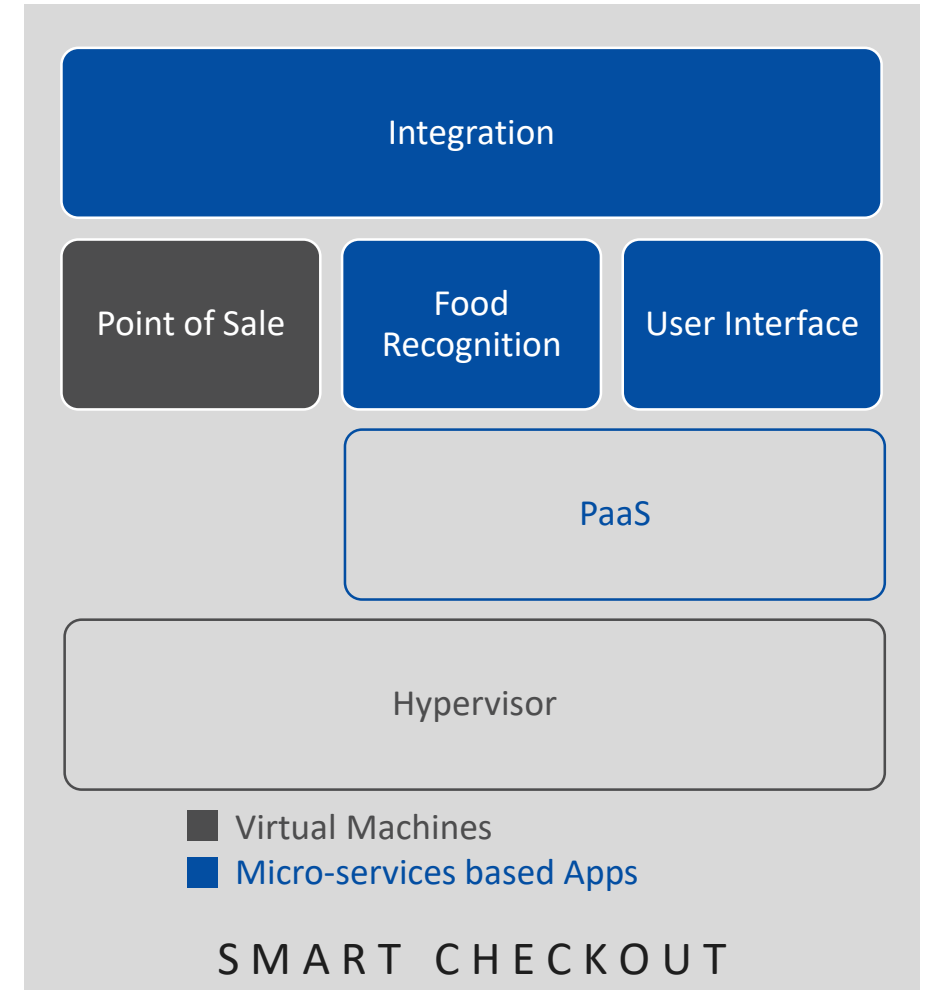 Integration
Point of Sale
Food
Recognition
User Interface
PaaS
Hypervisor
Virtual Machines
Micro-services based Apps
SMART CHECKOUT